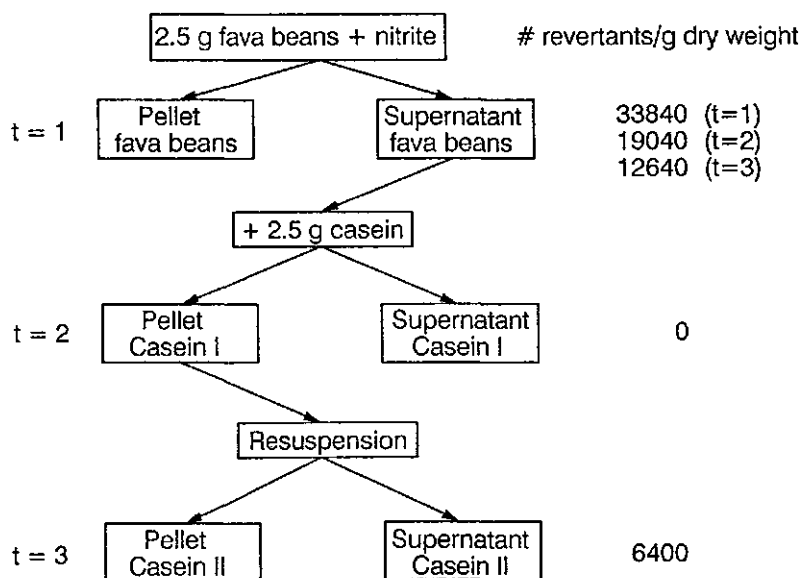 2.5 g fava beans + nitrite
# revertants/g dry weight
t = 1
Pellet
fava beans
Supernatant
fava beans
33840 (t=1)
19040 (t=2)
12640 (t=3)
+ 2.5 g casein
t = 2
Pellet
Casein I
Supernatant
Casein I
0
Resuspension
t = 3
Pellet
Casein II
Supernatant
Casein II
6400